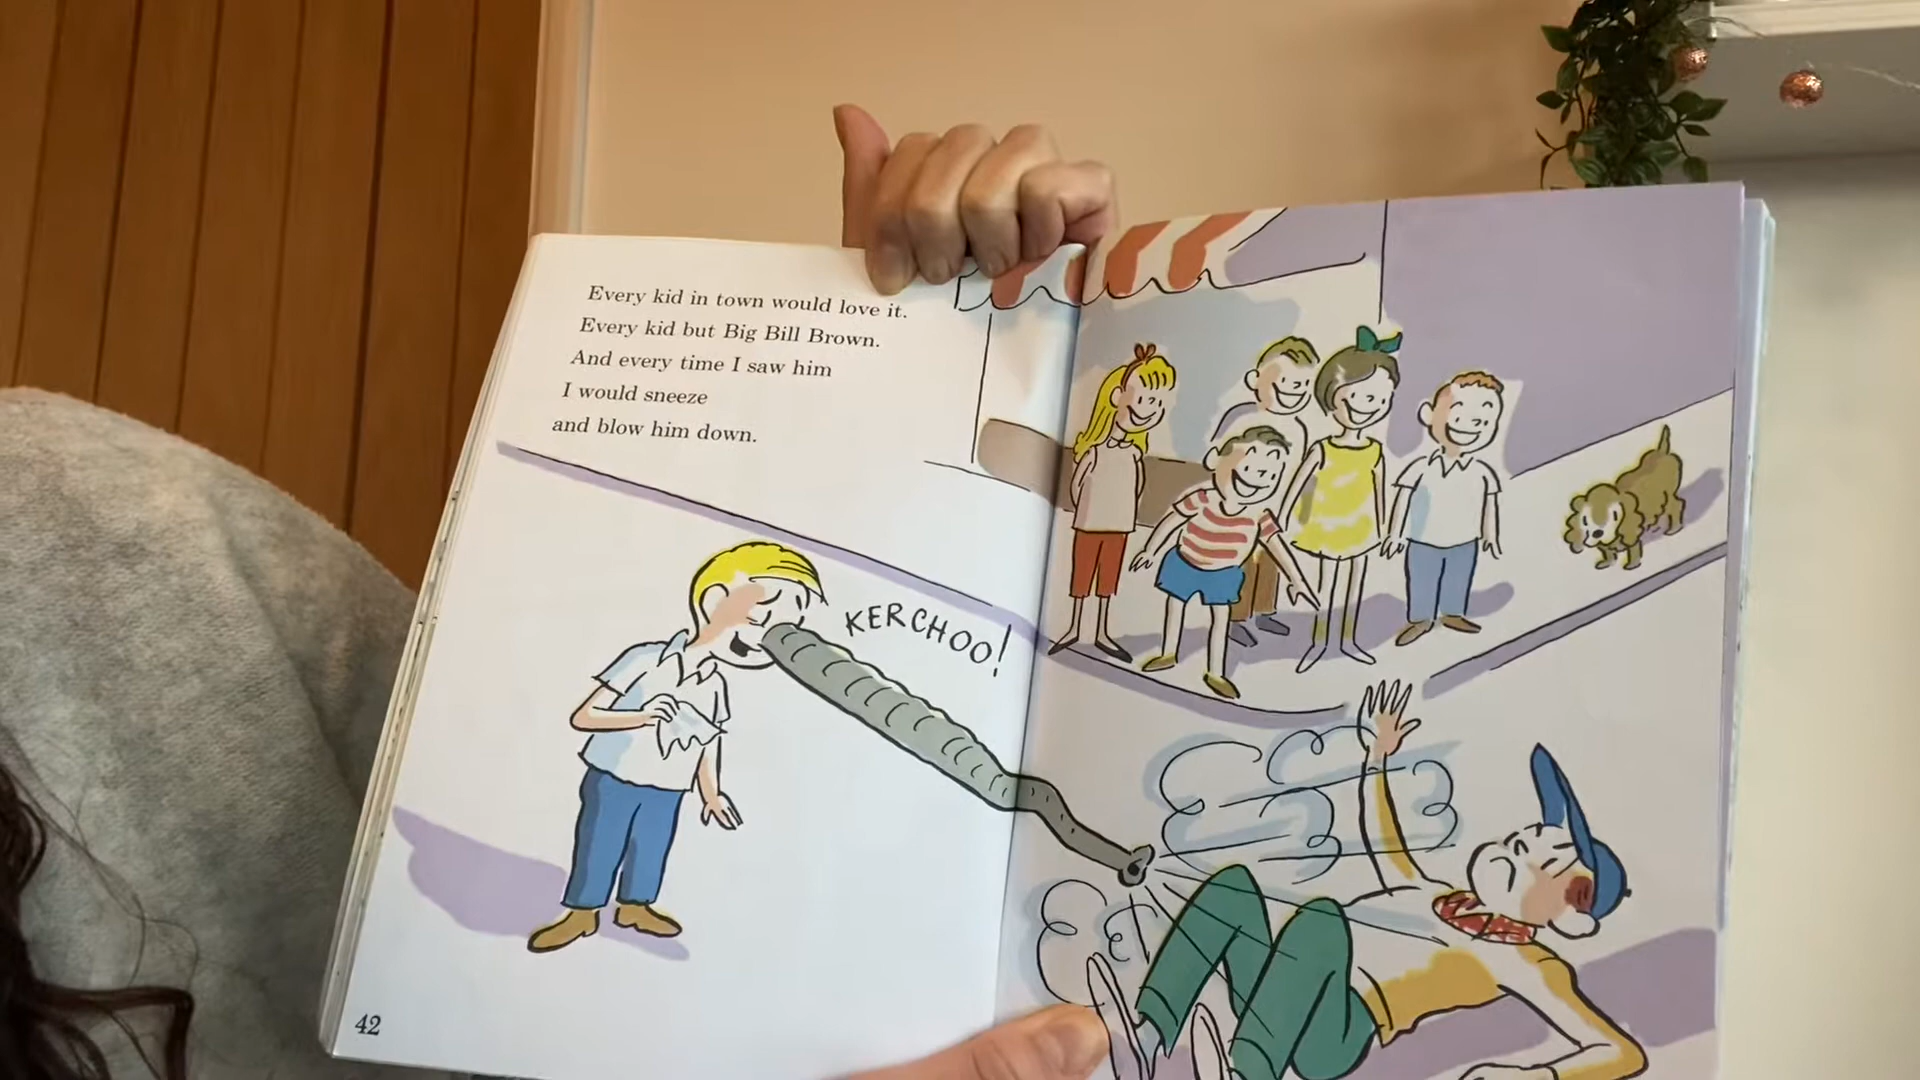 Every kid in town would love it.
Every kid but Big Bill Brown.
And every time I saw him
I would sneeze
and blow him down.
KERCHOO!
42